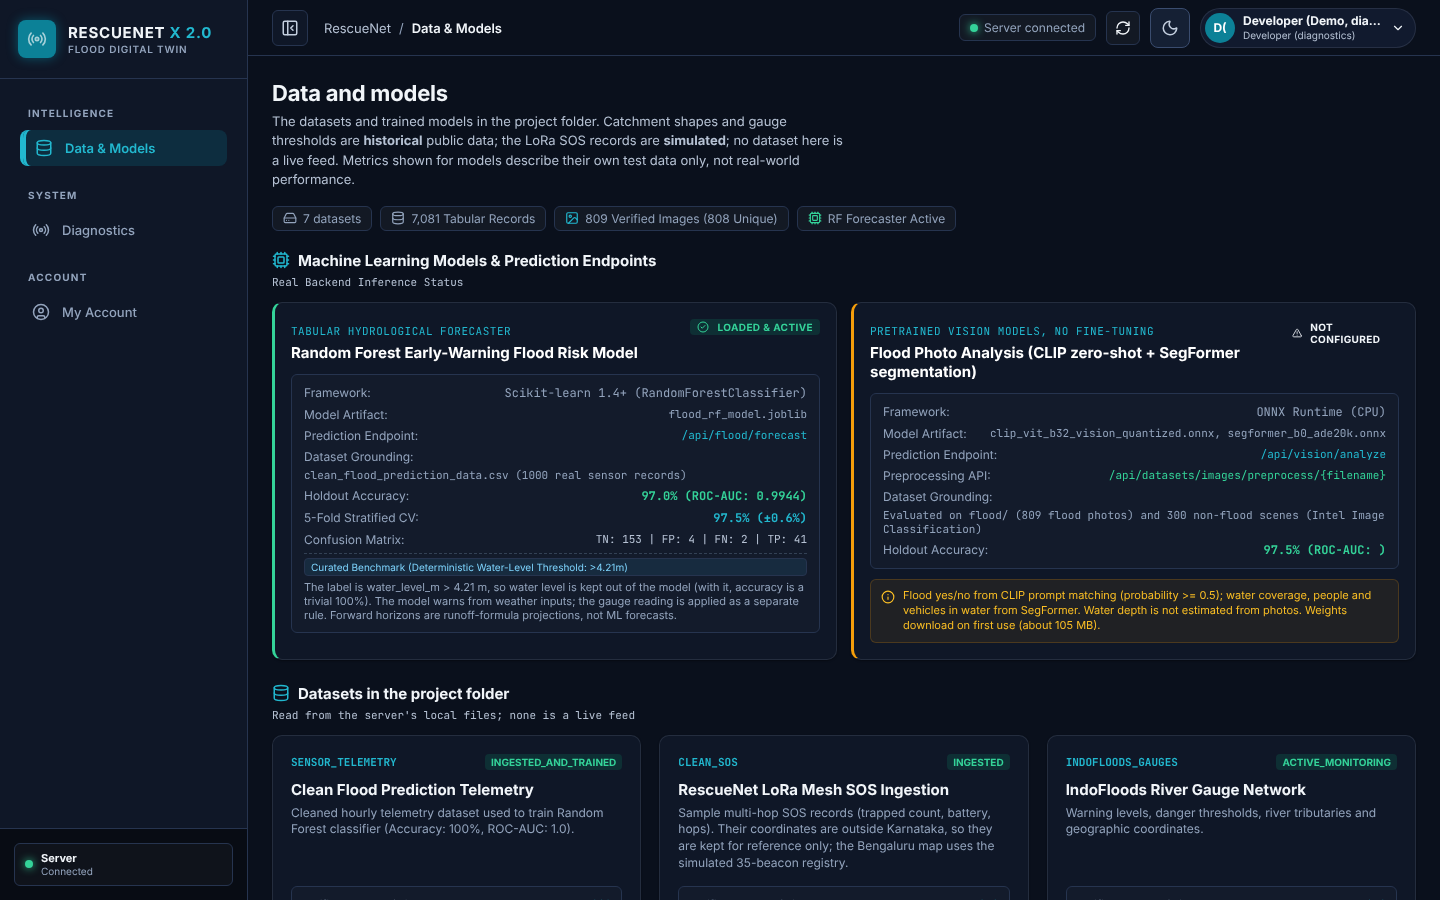 RESCUENET X 2.0
FLOOD DIGITAL TWIN
INTELLIGENCE
Data & Models
SYSTEM
Diagnostics
ACCOUNT
My Account
Server
Connected
RescueNet / Data & Models
Server connected
D(
Developer (Demo, dia...
Developer (diagnostics)
Data and models
The datasets and trained models in the project folder. Catchment shapes and gauge
thresholds are historical public data; the LoRa SOS records are simulated; no dataset here is
a live feed. Metrics shown for models describe their own test data only, not real-world
performance.
7 datasets
7,081 Tabular Records
809 Verified Images (808 Unique)
RF Forecaster Active
Machine Learning Models & Prediction Endpoints
Real Backend Inference Status
TABULAR HYDROLOGICAL FORECASTER
LOADED & ACTIVE
Random Forest Early-Warning Flood Risk Model
Framework: Scikit-learn 1.4+ (RandomForestClassifier)
Model Artifact: flood_rf_model.joblib
Prediction Endpoint: /api/flood/forecast
Dataset Grounding:
clean_flood_prediction_data.csv (1000 real sensor records)
Holdout Accuracy: 97.0% (ROC-AUC: 0.9944)
5-Fold Stratified CV: 97.5% (±0.6%)
Confusion Matrix: TN: 153 | FP: 4 | FN: 2 | TP: 41
Curated Benchmark (Deterministic Water-Level Threshold: >4.21m)
The label is water_level_m > 4.21 m, so water level is kept out of the model (with it, accuracy is a
trivial 100%). The model warns from weather inputs; the gauge reading is applied as a separate
rule. Forward horizons are runoff-formula projections, not ML forecasts.
PRETRAINED VISION MODELS, NO FINE-TUNING
NOT
CONFIGURED
Flood Photo Analysis (CLIP zero-shot + SegFormer
segmentation)
Framework: ONNX Runtime (CPU)
Model Artifact: clip_vit_b32_vision_quantized.onnx, segformer_b0_ade20k.onnx
Prediction Endpoint: /api/vision/analyze
Preprocessing API: /api/datasets/images/preprocess/{filename}
Dataset Grounding:
Evaluated on flood/ (809 flood photos) and 300 non-flood scenes (Intel Image
Classification)
Holdout Accuracy: 97.5% (ROC-AUC: )
Flood yes/no from CLIP prompt matching (probability >= 0.5); water coverage, people and
vehicles in water from SegFormer. Water depth is not estimated from photos. Weights
download on first use (about 105 MB).
Datasets in the project folder
Read from the server's local files; none is a live feed
SENSOR_TELEMETRY
INGESTED_AND_TRAINED
Clean Flood Prediction Telemetry
Cleaned hourly telemetry dataset used to train Random
Forest classifier (Accuracy: 100%, ROC-AUC: 1.0).
CLEAN_SOS
INGESTED
RescueNet LoRa Mesh SOS Ingestion
Sample multi-hop SOS records (trapped count, battery,
hops). Their coordinates are outside Karnataka, so they
are kept for reference only; the Bengaluru map uses the
simulated 35-beacon registry.
INDOFLOODS_GAUGES
ACTIVE_MONITORING
IndoFloods River Gauge Network
Warning levels, danger thresholds, river tributaries and
geographic coordinates.